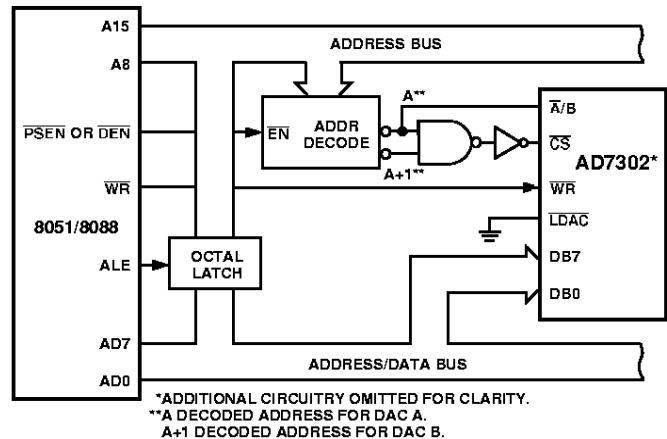 A15
ADDRESS BUS
A8
A**
A̅/B
PSEN OR DEN
EN
ADDR
DECODE
CS
AD7302*
A+1**
WR
WR
8051/8088
LDAC
OCTAL
LATCH
ALE
DB7
DB0
AD7
ADDRESS/DATA BUS
AD0
*ADDITIONAL CIRCUITRY OMITTED FOR CLARITY.
**A DECODED ADDRESS FOR DAC A.
A+1 DECODED ADDRESS FOR DAC B.